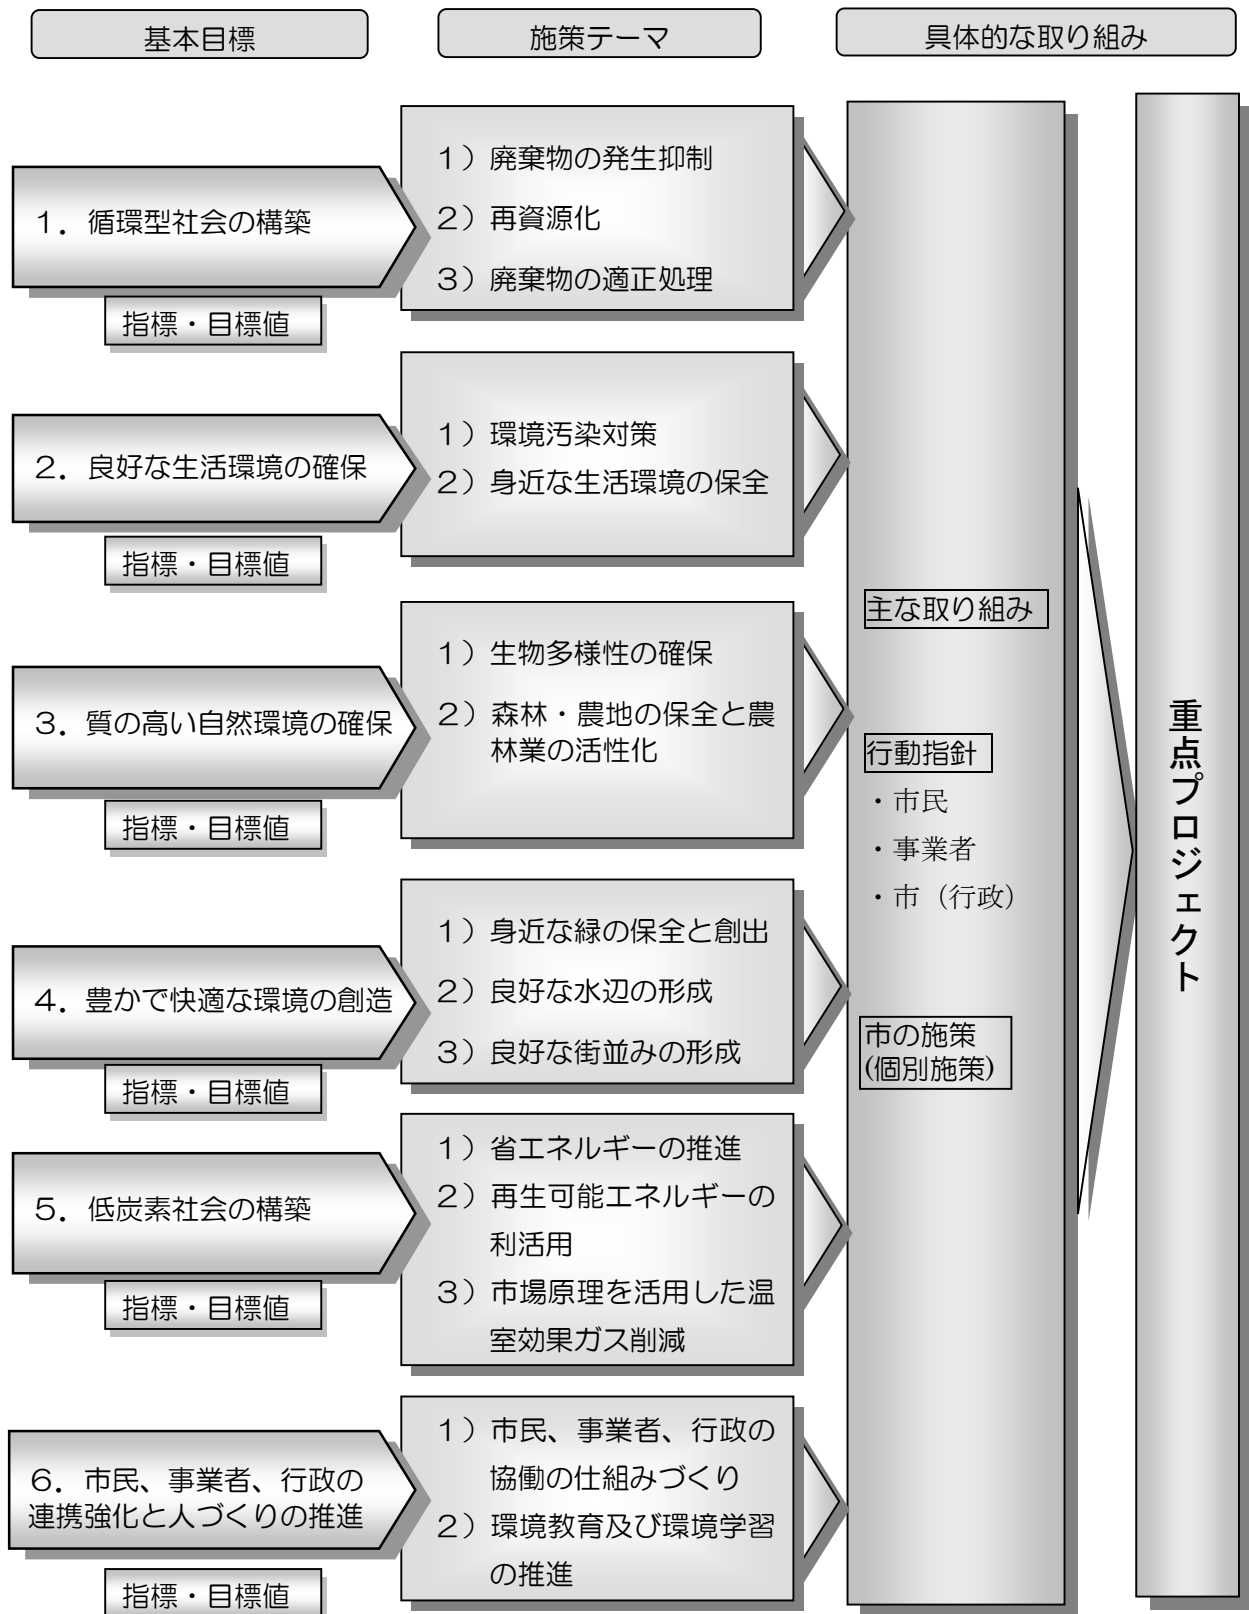 基本目標
施策テーマ
具体的な取り組み
1．循環型社会の構築
指標・目標値
1）廃棄物の発生抑制
2）再資源化
3）廃棄物の適正処理
2．良好な生活環境の確保
指標・目標値
1）環境汚染対策
2）身近な生活環境の保全
3．質の高い自然環境の確保
指標・目標値
1）生物多様性の確保
2）森林・農地の保全と農
林業の活性化
4．豊かで快適な環境の創造
指標・目標値
1）身近な緑の保全と創出
2）良好な水辺の形成
3）良好な街並みの形成
5．低炭素社会の構築
指標・目標値
1）省エネルギーの推進
2）再生可能エネルギーの
利活用
3）市場原理を活用した温
室効果ガス削減
6．市民、事業者、行政の
連携強化と人づくりの推進
指標・目標値
1）市民、事業者、行政の
協働の仕組みづくり
2）環境教育及び環境学習
の推進
主な取り組み
行動指針
・市民
・事業者
・市（行政）
市の施策
(個別施策)
重点プロジェクト